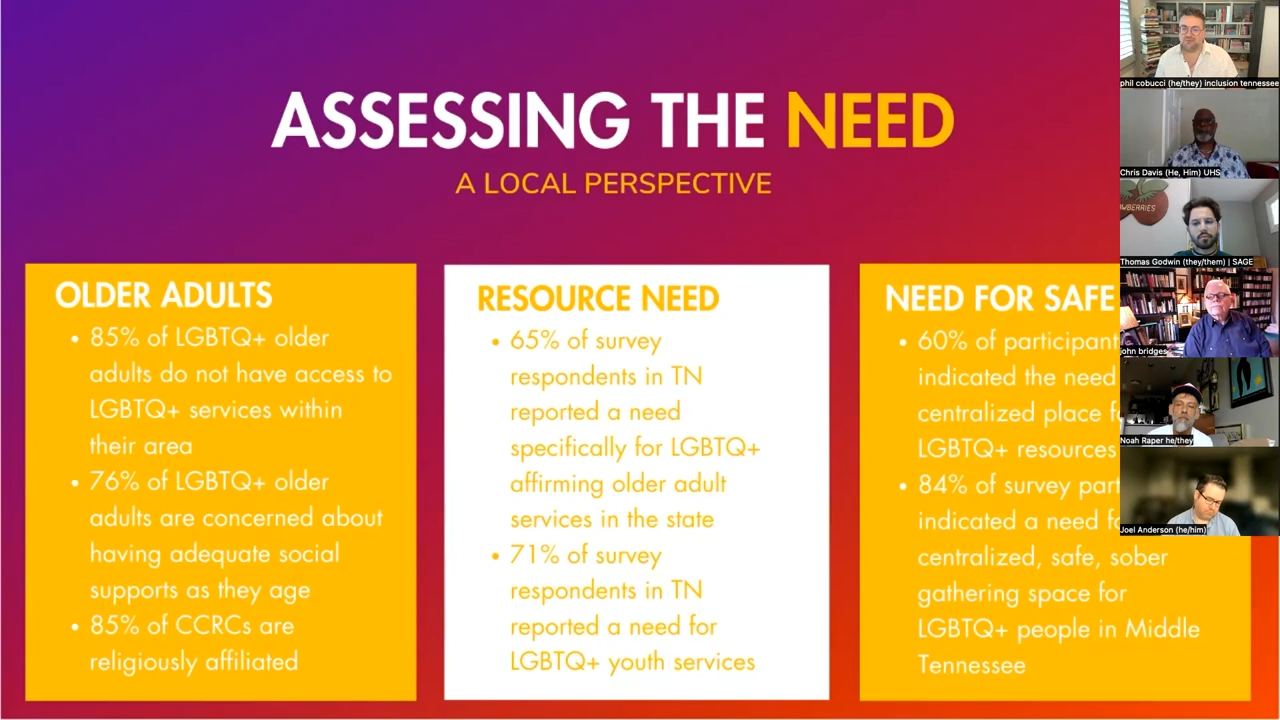 ASSESSING THE NEED
A LOCAL PERSPECTIVE
OLDER ADULTS
• 85% of LGBTQ+ older
adults do not have access to
LGBTQ+ services within
their area
• 76% of LGBTQ+ older
adults are concerned about
having adequate social
supports as they age
• 85% of CCRCs are
religiously affiliated
RESOURCE NEED
• 65% of survey
respondents in TN
reported a need
specifically for LGBTQ+
affirming older adult
services in the state
• 71% of survey
respondents in TN
reported a need for
LGBTQ+ youth services
NEED FOR SAFE
• 60% of participant
indicated the need
centralized place f
LGBTQ+ resources
• 84% of survey part
indicated a need f
centralized, safe, sober
gathering space for
LGBTQ+ people in Middle
Tennessee
phil cobucci (he/they) inclusion tennessee
Chris Davis (He, Him) UHS
WBERRIES
Thomas Godwin (they/them) | SAGE
john bridges
Noah Raper he/they
Joel Anderson (he/him)